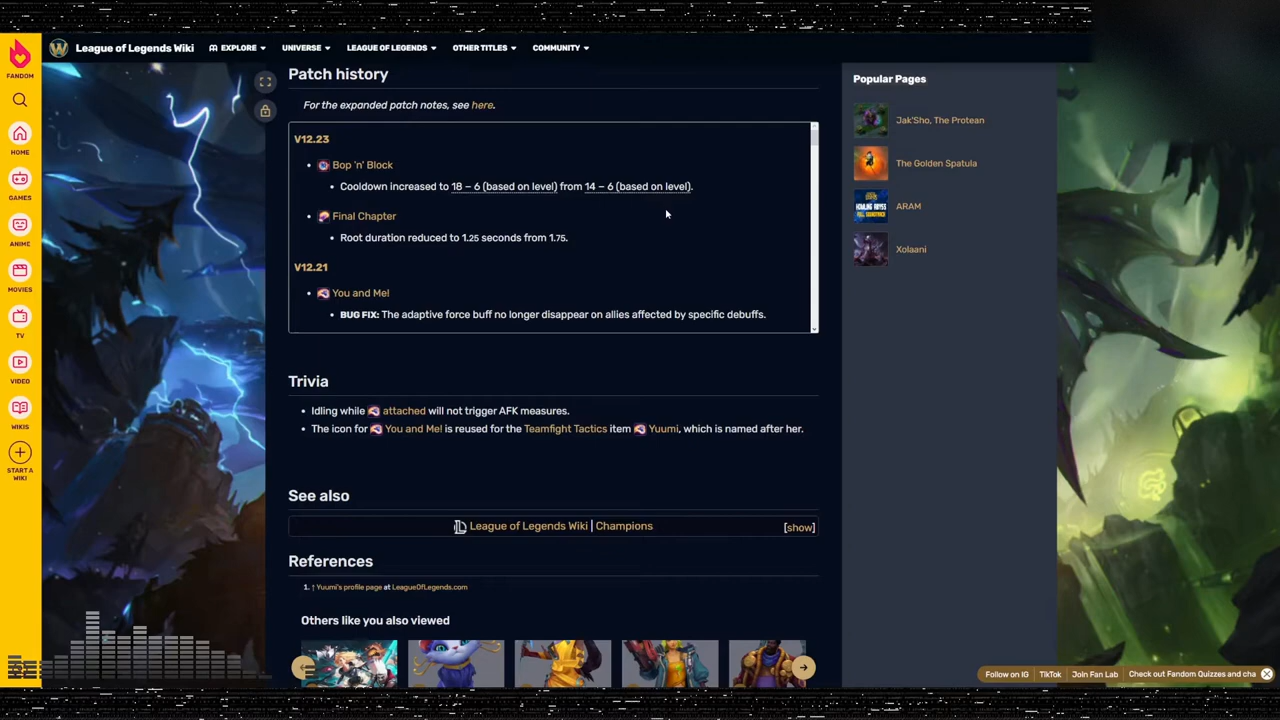 FANDOM
HOME
GAMES
ANIME
MOVIES
TV
VIDEO
WIKIS
START A
WIKI
League of Legends Wiki
EXPLORE
UNIVERSE
LEAGUE OF LEGENDS
OTHER TITLES
COMMUNITY
Patch history
For the expanded patch notes, see here.
V12.23
• Bop 'n' Block
• Cooldown increased to 18 – 6 (based on level) from 14 – 6 (based on level).
• Final Chapter
• Root duration reduced to 1.25 seconds from 1.75.
V12.21
• You and Me!
• BUG FIX: The adaptive force buff no longer disappear on allies affected by specific debuffs.
Trivia
• Idling while attached will not trigger AFK measures.
• The icon for You and Me! is reused for the Teamfight Tactics item Yuumi, which is named after her.
See also
League of Legends Wiki | Champions
[show]
References
1. ↑ Yuumi's profile page at LeagueOfLegends.com
Others like you also viewed
Popular Pages
Jak'Sho, The Protean
The Golden Spatula
ARAM
Xolaani
Follow on IG
TikTok
Join Fan Lab
Check out Fandom Quizzes and cha